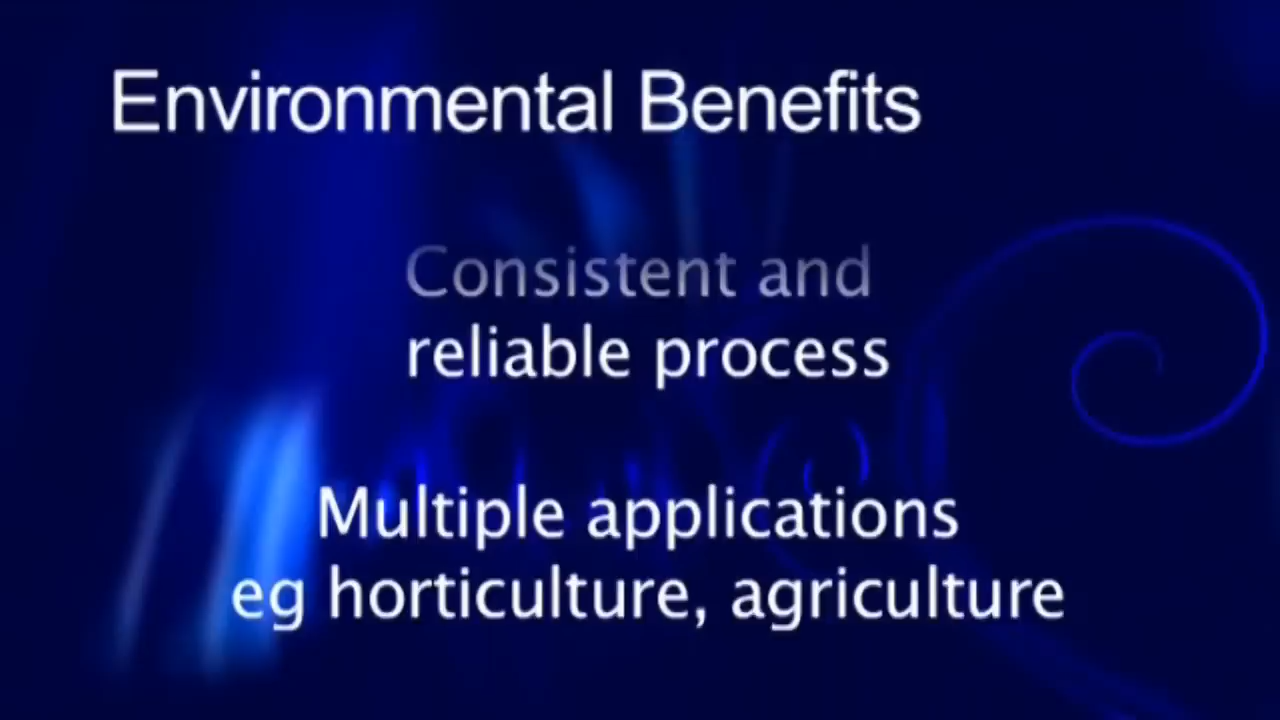 Environmental Benefits
Consistent and
reliable process
Multiple applications
eg horticulture, agriculture